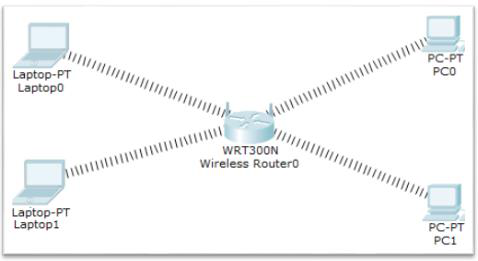 Laptop-PT
Laptop0
PC-PT
PC0
WRT300N
Wireless Router0
Laptop-PT
Laptop1
PC-PT
PC1